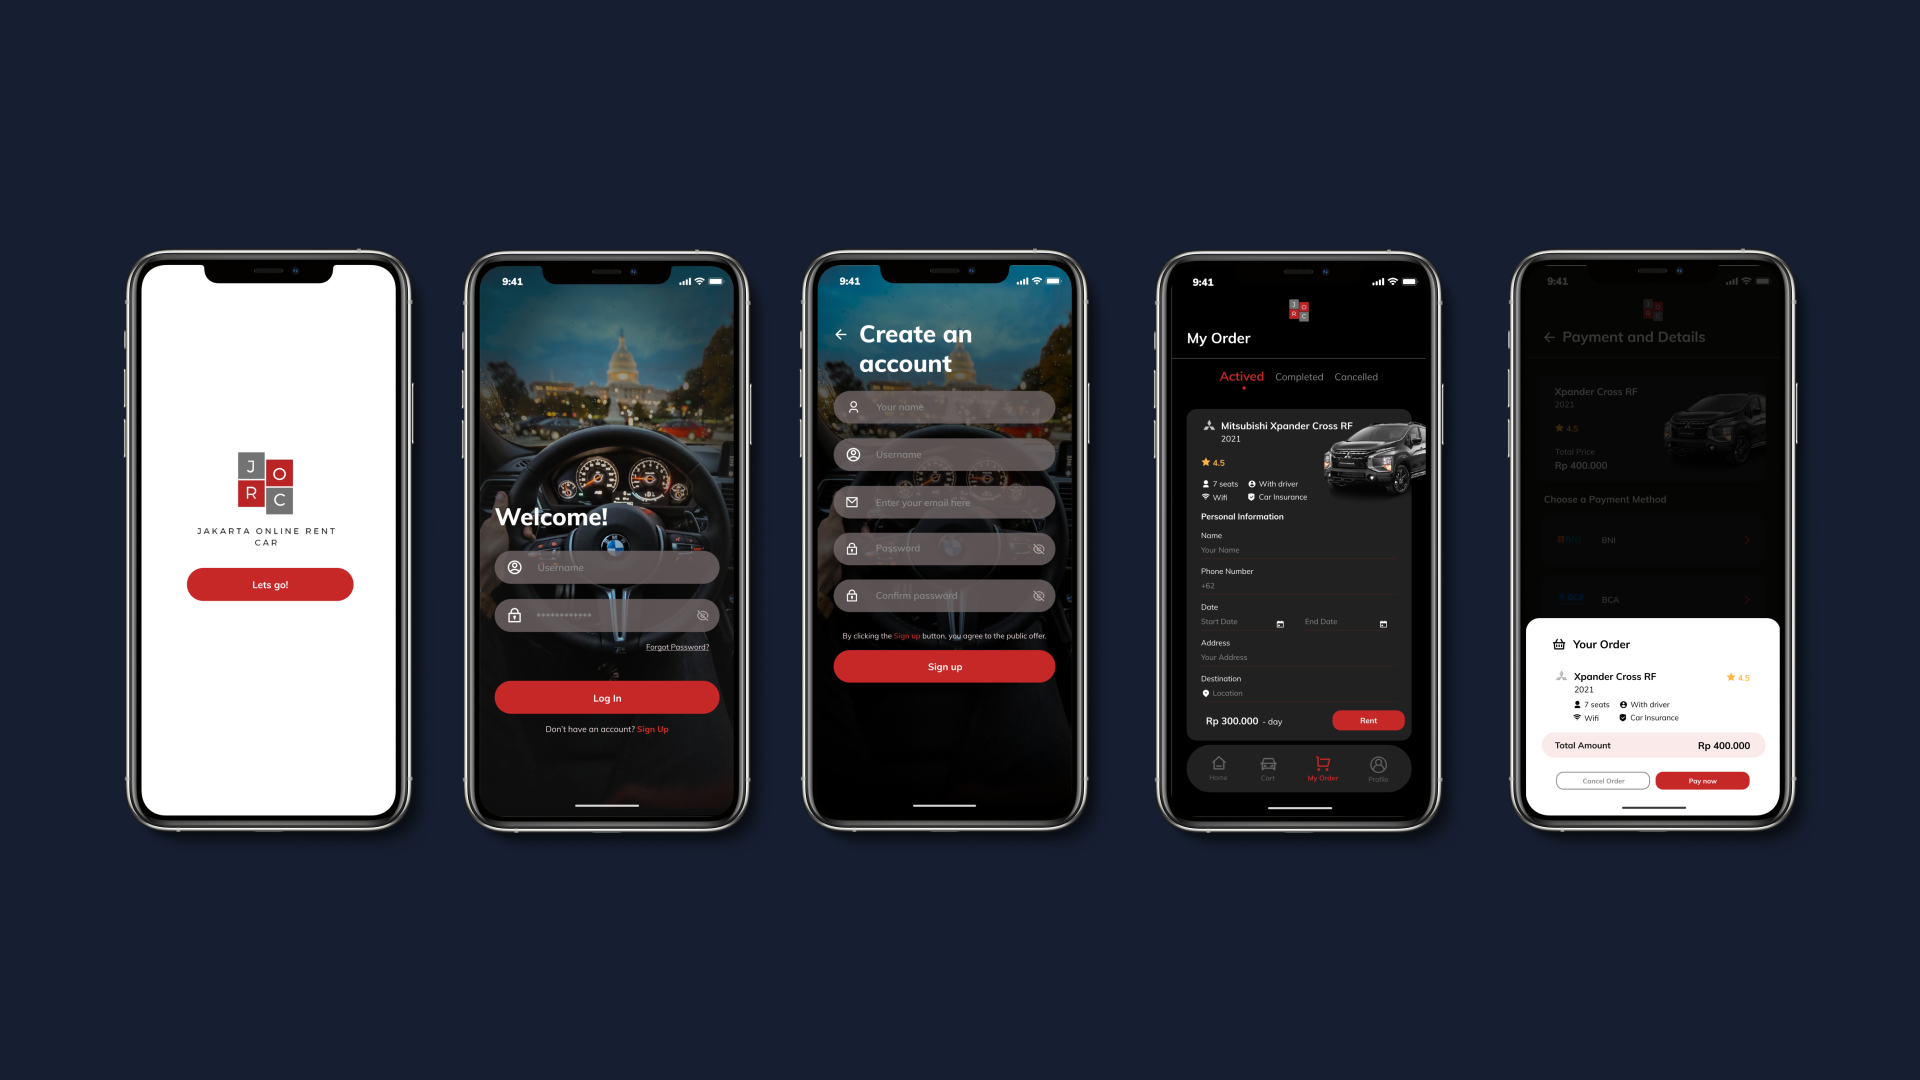 J O
R C
JAKARTA ONLINE RENT
CAR
Lets go!
9:41
Welcome!
Username
************
Forgot Password?
Log In
Don't have an account? Sign Up
9:41
Create an
account
Your name
Username
Enter your email here
Password
Confirm password
By clicking the Sign up button, you agree to the public offer.
Sign up
9:41
J O
R C
My Order
Actived Completed Cancelled
Mitsubishi Xpander Cross RF
2021
4.5
7 seats With driver
Wifi Car Insurance
Personal Information
Name
Your Name
Phone Number
+62
Date
Start Date End Date
Address
Your Address
Destination
Location
Rp 300.000 - day Rent
Home Cart My Order Profile
9:41
J O
R C
Payment and Details
Xpander Cross RF
2021
4.5
Total Price
Rp 400.000
Choose a Payment Method
BNI BNI
BCA BCA
Your Order
Xpander Cross RF 4.5
2021
7 seats With driver
Wifi Car Insurance
Total Amount Rp 400.000
Cancel Order Pay now